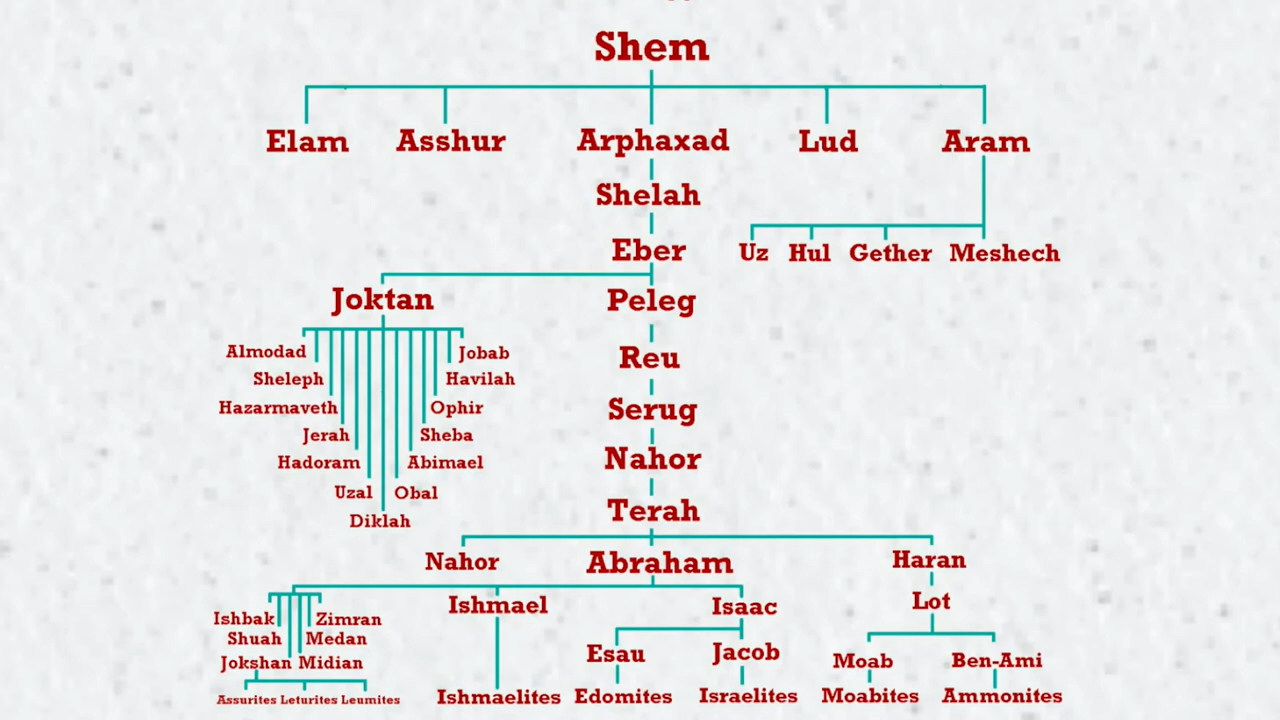 Shem
Elam Asshur Arphaxad Lud Aram
Shelah
Eber Uz Hul Gether Meshech
Joktan Peleg
Almodad Jobab Reu
Sheleph Havilah
Hazarmaveth Ophir Serug
Jerah Sheba
Hadoram Abimael Nahor
Uzal Obal
Diklah Terah
Nahor Abraham Haran
Ishmael Isaac Lot
Ishbak Zimran
Shuah Medan
Esau Jacob
Jokshan Midian Moab Ben-Ami
Assurites Leturites Leumites Ishmaelites Edomites Israelites Moabites Ammonites